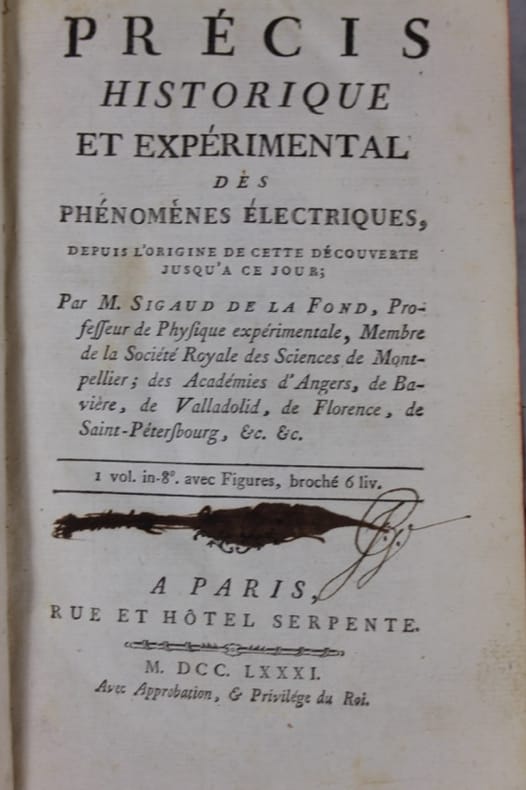 PRÉCIS
HISTORIQUE
ET EXPÉRIMENTAL
DES
PHÉNOMÈNES ÉLECTRIQUES,
DEPUIS L'ORIGINE DE CETTE DÉCOUVERTE
JUSQU'A CE JOUR;
Par M. SIGAUD DE LA FOND, Pro-
feſſeur de Phyſique expérimentale, Membre
de la Société Royale des Sciences de Mont-
pellier; des Académies d'Angers, de Ba-
vière, de Valladolid, de Florence, de
Saint-Péterſbourg, &c. &c.
1 vol. in-8°. avec Figures, broché 6 liv.
A PARIS,
RUE ET HÔTEL SERPENTE.
M. DCC. LXXXI.
Avec Approbation, & Privilége du Roi.